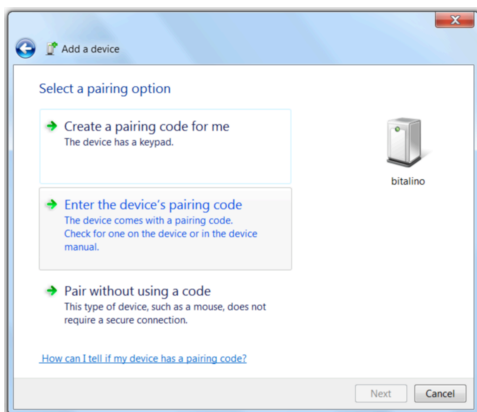 Add a device
Select a pairing option
Create a pairing code for me
The device has a keypad.
bitalino
Enter the device's pairing code
The device comes with a pairing code.
Check for one on the device or in the device
manual.
Pair without using a code
This type of device, such as a mouse, does not
require a secure connection.
How can I tell if my device has a pairing code?
Next
Cancel